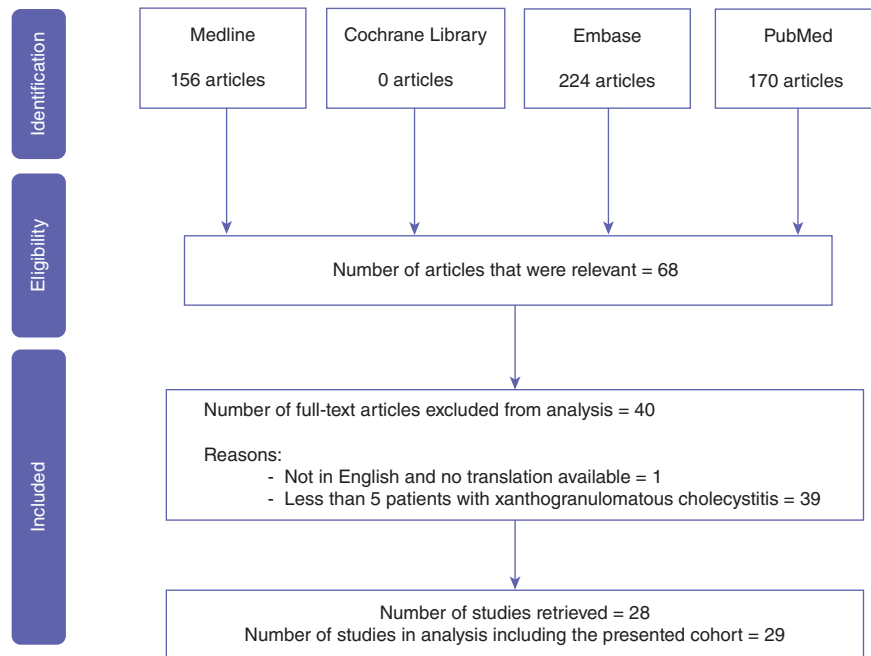 Identification
Medline
156 articles
Cochrane Library
0 articles
Embase
224 articles
PubMed
170 articles
Eligibility
Number of articles that were relevant = 68
Included
Number of full-text articles excluded from analysis = 40
Reasons:
- Not in English and no translation available = 1
- Less than 5 patients with xanthogranulomatous cholecystitis = 39
Number of studies retrieved = 28
Number of studies in analysis including the presented cohort = 29